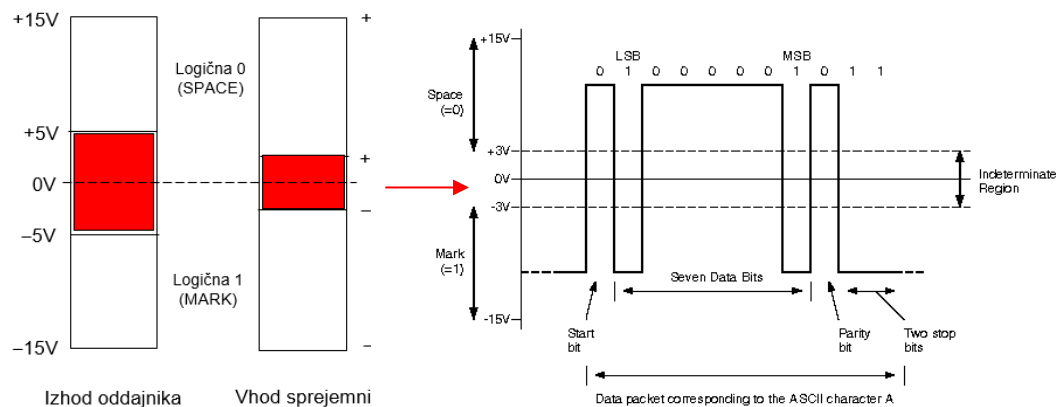 +15V
+5V
0V
–5V
–15V
Logična 0
(SPACE)
Logična 1
(MARK)
+
+
–
–
Izhod oddajnika
Vhod sprejemni
+15V
+3V
0V
-3V
-15V
Space
(=0)
Mark
(=1)
LSB
MSB
0 1 0 0 0 0 0 1 0 1 1
Indeterminate
Region
Seven Data Bits
Start
bit
Parity
bit
Two stop
bits
Data packet corresponding to the ASCII character A